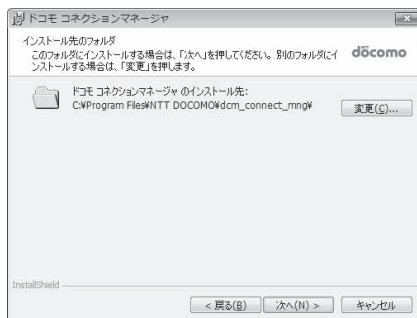 ドコモ コネクションマネージャ
インストール先のフォルダ
このフォルダにインストールする場合は、「次へ」を押してください。別のフォルダにイ
ンストールする場合は、「変更」を押します。
döcomo
ドコモ コネクションマネージャ のインストール先:
C:¥Program Files¥NTT DOCOMO¥dcm_connect_mng¥
変更(C)...
InstallShield
< 戻る(B)
次へ(N) >
キャンセル